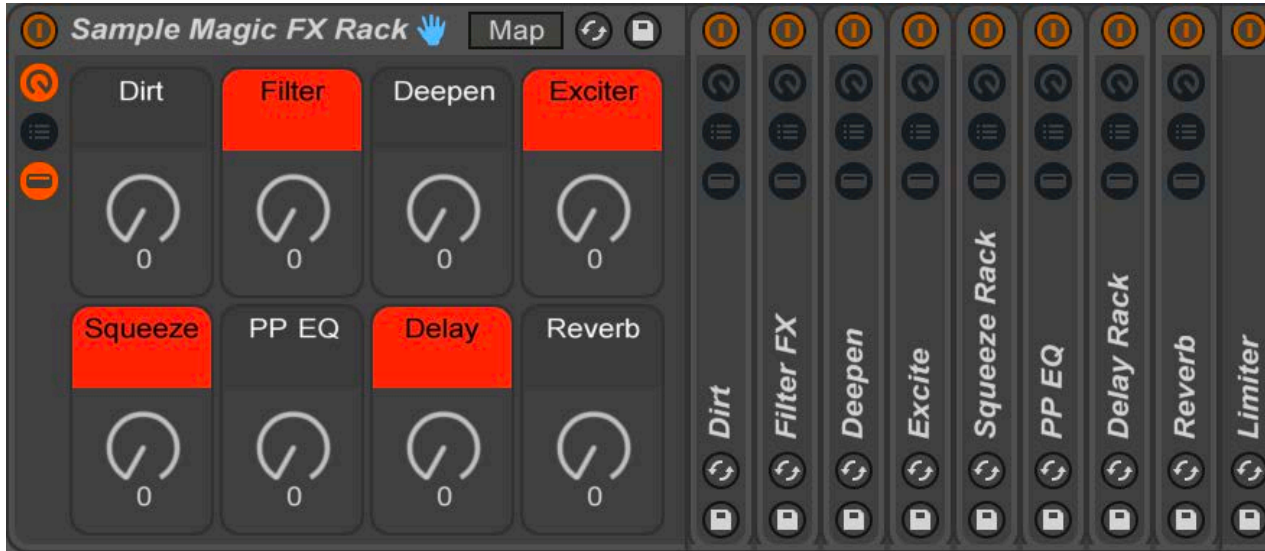 Sample Magic FX Rack Map
Dirt Filter Deepen Exciter
0 0 0 0
Squeeze PP EQ Delay Reverb
0 0 0 0
Dirt
Filter FX
Deepen
Excite
Squeeze Rack
PP EQ
Delay Rack
Reverb
Limiter